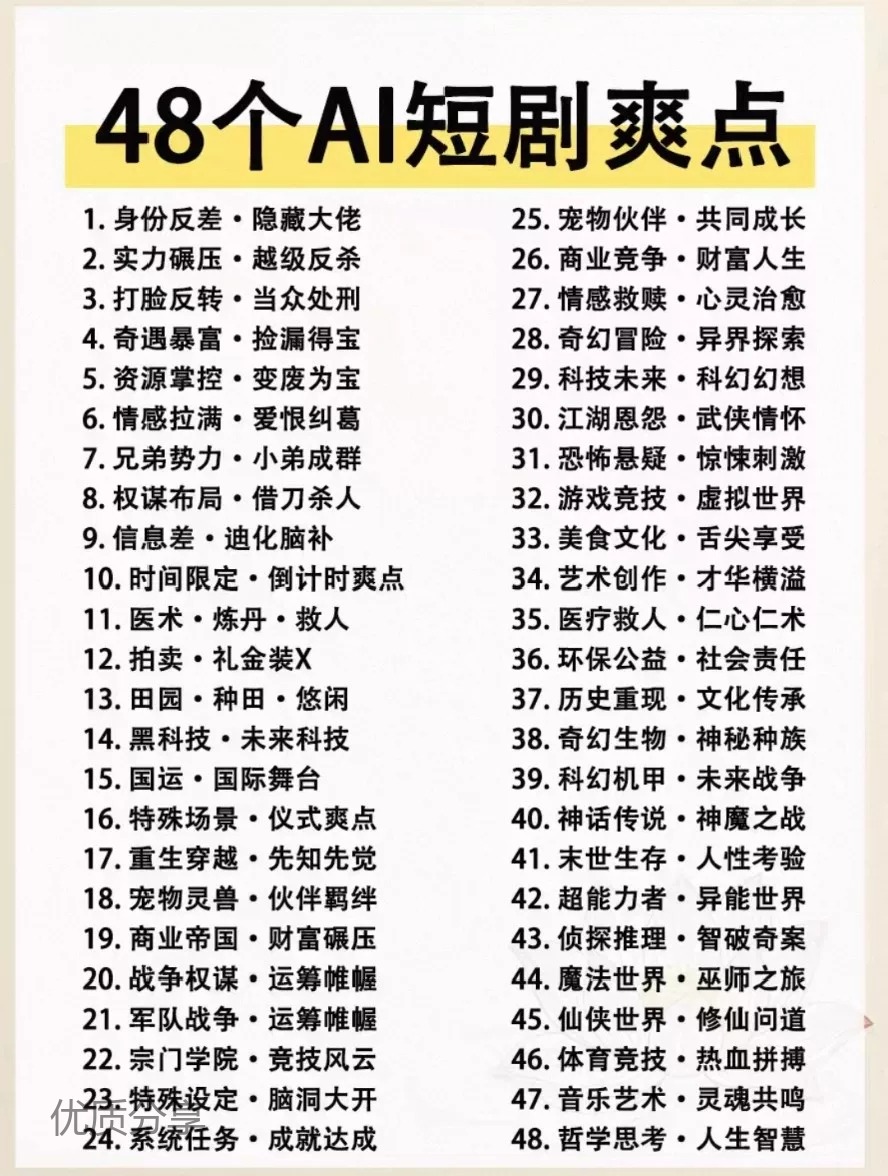 48个AI短剧爽点
1. 身份反差·隐藏大佬
2. 实力碾压·越级反杀
3. 打脸反转·当众处刑
4. 奇遇暴富·捡漏得宝
5. 资源掌控·变废为宝
6. 情感拉满·爱恨纠葛
7. 兄弟势力·小弟成群
8. 权谋布局·借刀杀人
9. 信息差·迪化脑补
10. 时间限定·倒计时爽点
11. 医术·炼丹·救人
12. 拍卖·礼金装X
13. 田园·种田·悠闲
14. 黑科技·未来科技
15. 国运·国际舞台
16. 特殊场景·仪式爽点
17. 重生穿越·先知先觉
18. 宠物灵兽·伙伴羁绊
19. 商业帝国·财富碾压
20. 战争权谋·运筹帷幄
21. 军队战争·运筹帷幄
22. 宗门学院·竞技风云
23. 特殊设定·脑洞大开
24. 系统任务·成就达成
25. 宠物伙伴·共同成长
26. 商业竞争·财富人生
27. 情感救赎·心灵治愈
28. 奇幻冒险·异界探索
29. 科技未来·科幻幻想
30. 江湖恩怨·武侠情怀
31. 恐怖悬疑·惊悚刺激
32. 游戏竞技·虚拟世界
33. 美食文化·舌尖享受
34. 艺术创作·才华横溢
35. 医疗救人·仁心仁术
36. 环保公益·社会责任
37. 历史重现·文化传承
38. 奇幻生物·神秘种族
39. 科幻机甲·未来战争
40. 神话传说·神魔之战
41. 末世生存·人性考验
42. 超能力者·异能世界
43. 侦探推理·智破奇案
44. 魔法世界·巫师之旅
45. 仙侠世界·修仙问道
46. 体育竞技·热血拼搏
47. 音乐艺术·灵魂共鸣
48. 哲学思考·人生智慧
优质分享